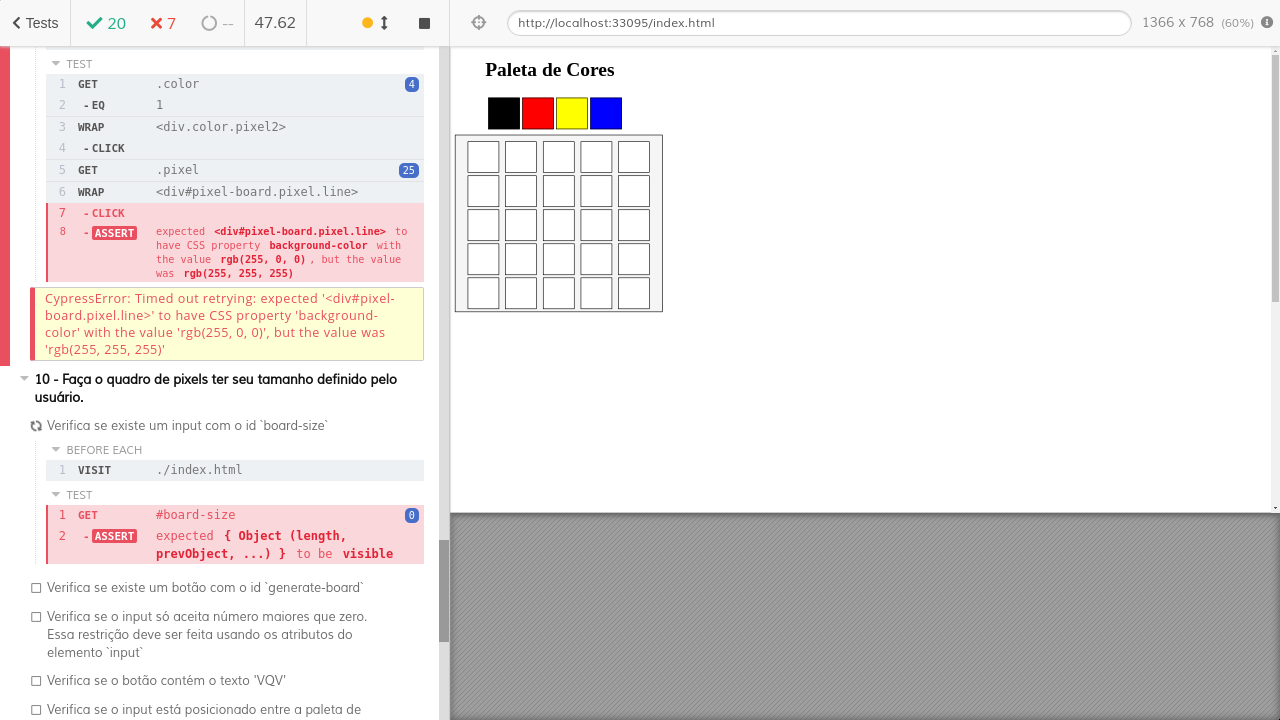 Tests
20
7
--
47.62
http://localhost:33095/index.html
1366 x 768 (60%)
TEST
1 GET .color 4
2 - EQ 1
3 WRAP <div.color.pixel2>
4 - CLICK
5 GET .pixel 25
6 WRAP <div#pixel-board.pixel.line>
7 - CLICK
8 - ASSERT expected <div#pixel-board.pixel.line> to
have CSS property background-color with
the value rgb(255, 0, 0) , but the value
was rgb(255, 255, 255)
CypressError: Timed out retrying: expected '<div#pixel-
board.pixel.line>' to have CSS property 'background-
color' with the value 'rgb(255, 0, 0)', but the value was
'rgb(255, 255, 255)'
10 - Faça o quadro de pixels ter seu tamanho definido pelo
usuário.
Verifica se existe um input com o id `board-size`
BEFORE EACH
1 VISIT ./index.html
TEST
1 GET #board-size 0
2 - ASSERT expected { Object (length,
prevObject, ...) } to be visible
Verifica se existe um botão com o id `generate-board`
Verifica se o input só aceita número maiores que zero.
Essa restrição deve ser feita usando os atributos do
elemento `input`
Verifica se o botão contém o texto 'VQV'
Verifica se o input está posicionado entre a paleta de
Paleta de Cores